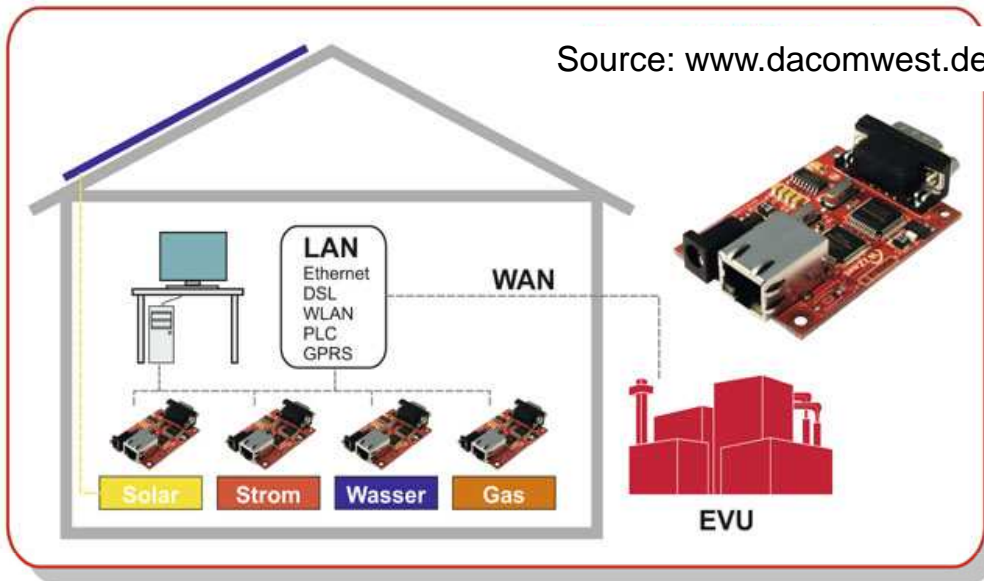 Source: www.dacomwest.de
LAN
Ethernet
DSL
WLAN
PLC
GPRS
WAN
Solar
Strom
Wasser
Gas
EVU